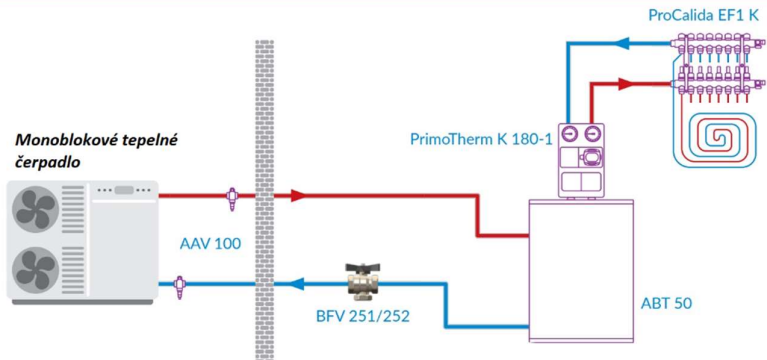 ProCalida EF1 K
PrimoTherm K 180-1
Monoblokové tepelné
čerpadlo
AAV 100
BFV 251/252
ABT 50